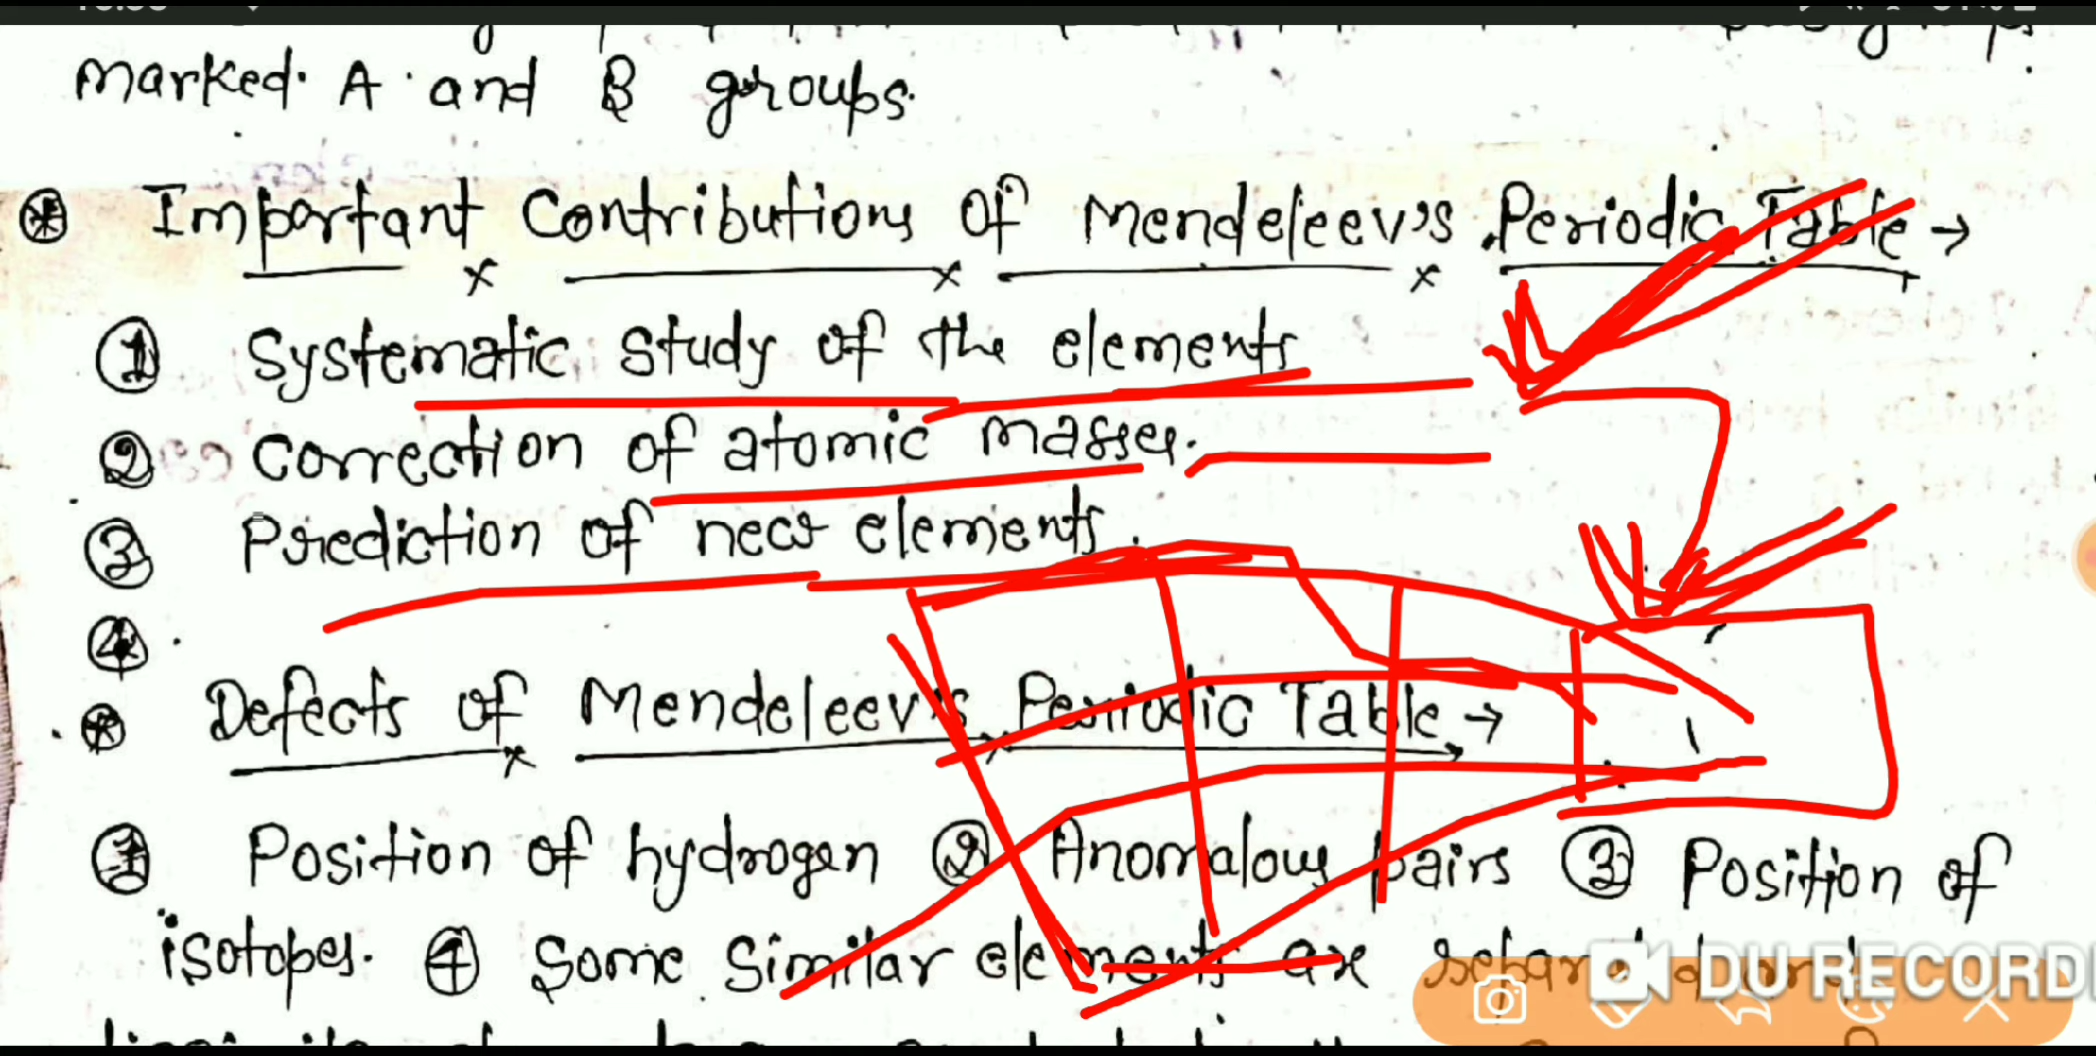 marked A and B groups.
⊛ Important Contributions of Mendeleev's Periodic Table →
① Systematic Study of the elements
② Correction of atomic masses.
③ Prediction of new elements.
④
⊛ Defects of Mendeleev's Periodic Table →
① Position of hydrogen ② Anomalous pairs ③ Position of
isotopes. ④ Some Similar elements are
DU RECORD